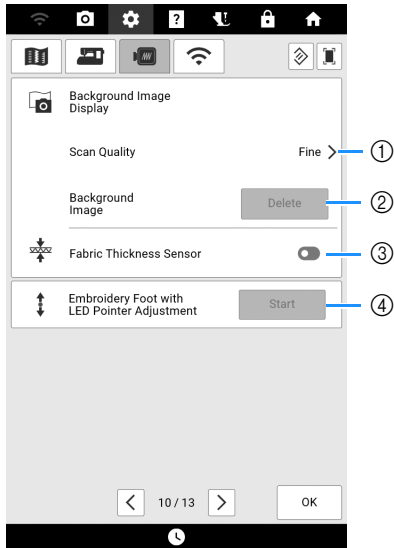 ?
Background Image
Display
Scan Quality
Fine
①
Background
Image
Delete
②
Fabric Thickness Sensor
③
Embroidery Foot with
LED Pointer Adjustment
Start
④
10 / 13
OK